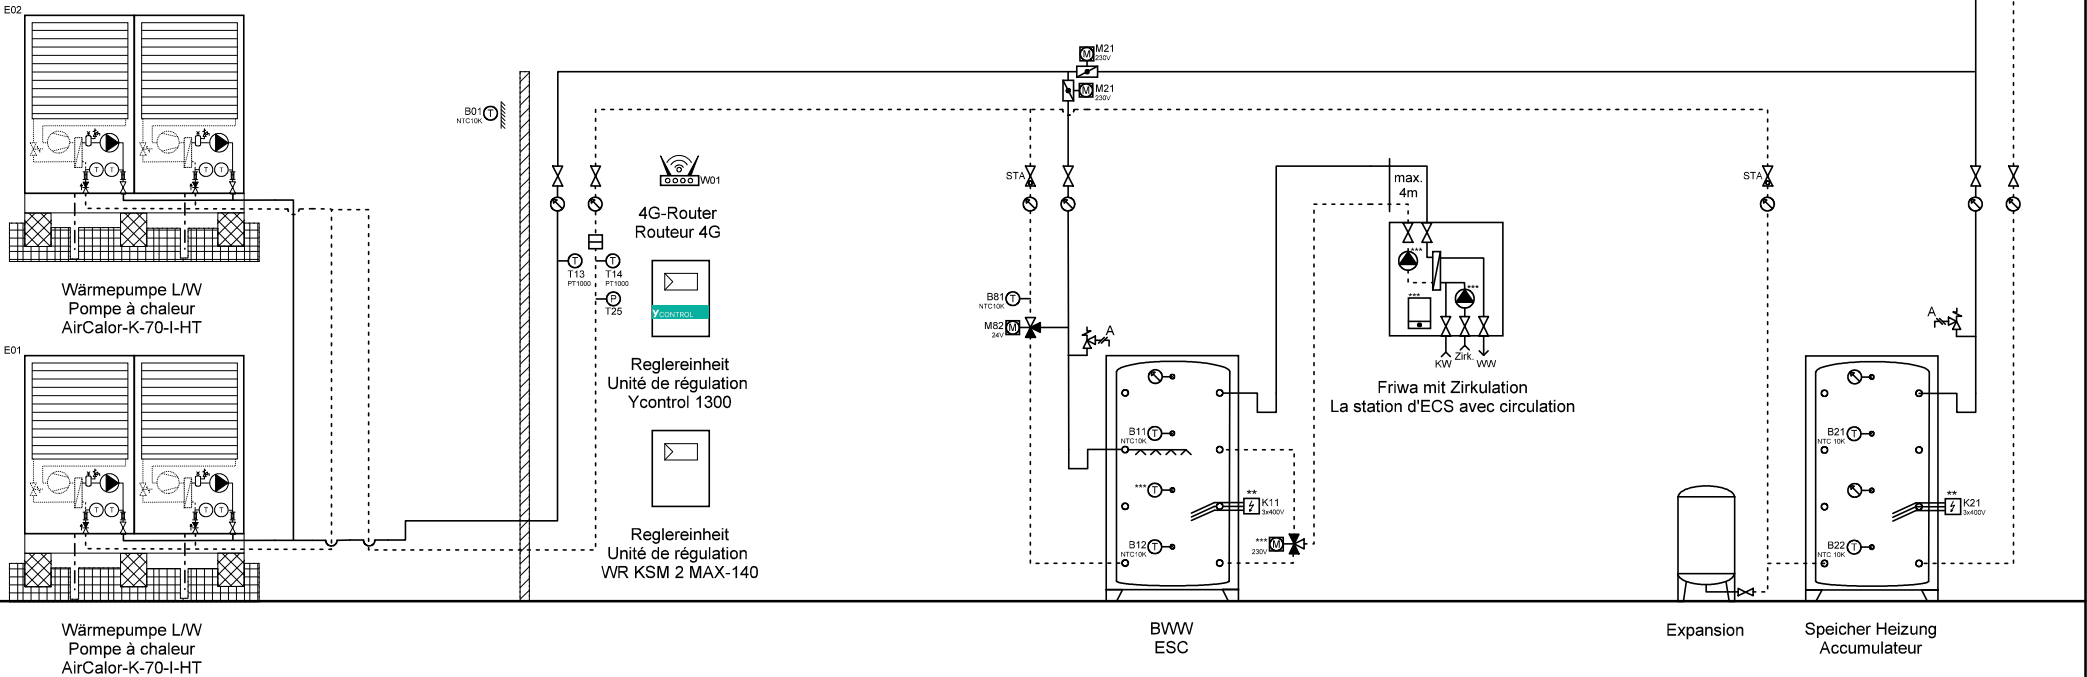 E02
Wärmepumpe L/W
Pompe à chaleur
AirCalor-K-70-I-HT
E01
Wärmepumpe L/W
Pompe à chaleur
AirCalor-K-70-I-HT
T T
T T
T T
T T
B01 T
NTC10K
T
T13
PT1000
T
T14
PT1000
P
T25
W01
4G-Router
Routeur 4G
YCONTROL
Reglereinheit
Unité de régulation
Ycontrol 1300
Reglereinheit
Unité de régulation
WR KSM 2 MAX-140
M M21
230V
M M21
230V
STA
B81 T
NTC10K
M82 M
24V
A
B11 T
NTC10K
*** T
B12 T
NTC10K
**
K11
3x400V
*** M
230V
BWW
ESC
max.
4m
***
***
***
KW Zirk. WW
Friwa mit Zirkulation
La station d'ECS avec circulation
STA
Expansion
A
B21 T
NTC 10K
B22 T
NTC 10K
**
K21
3x400V
Speicher Heizung
Accumulateur